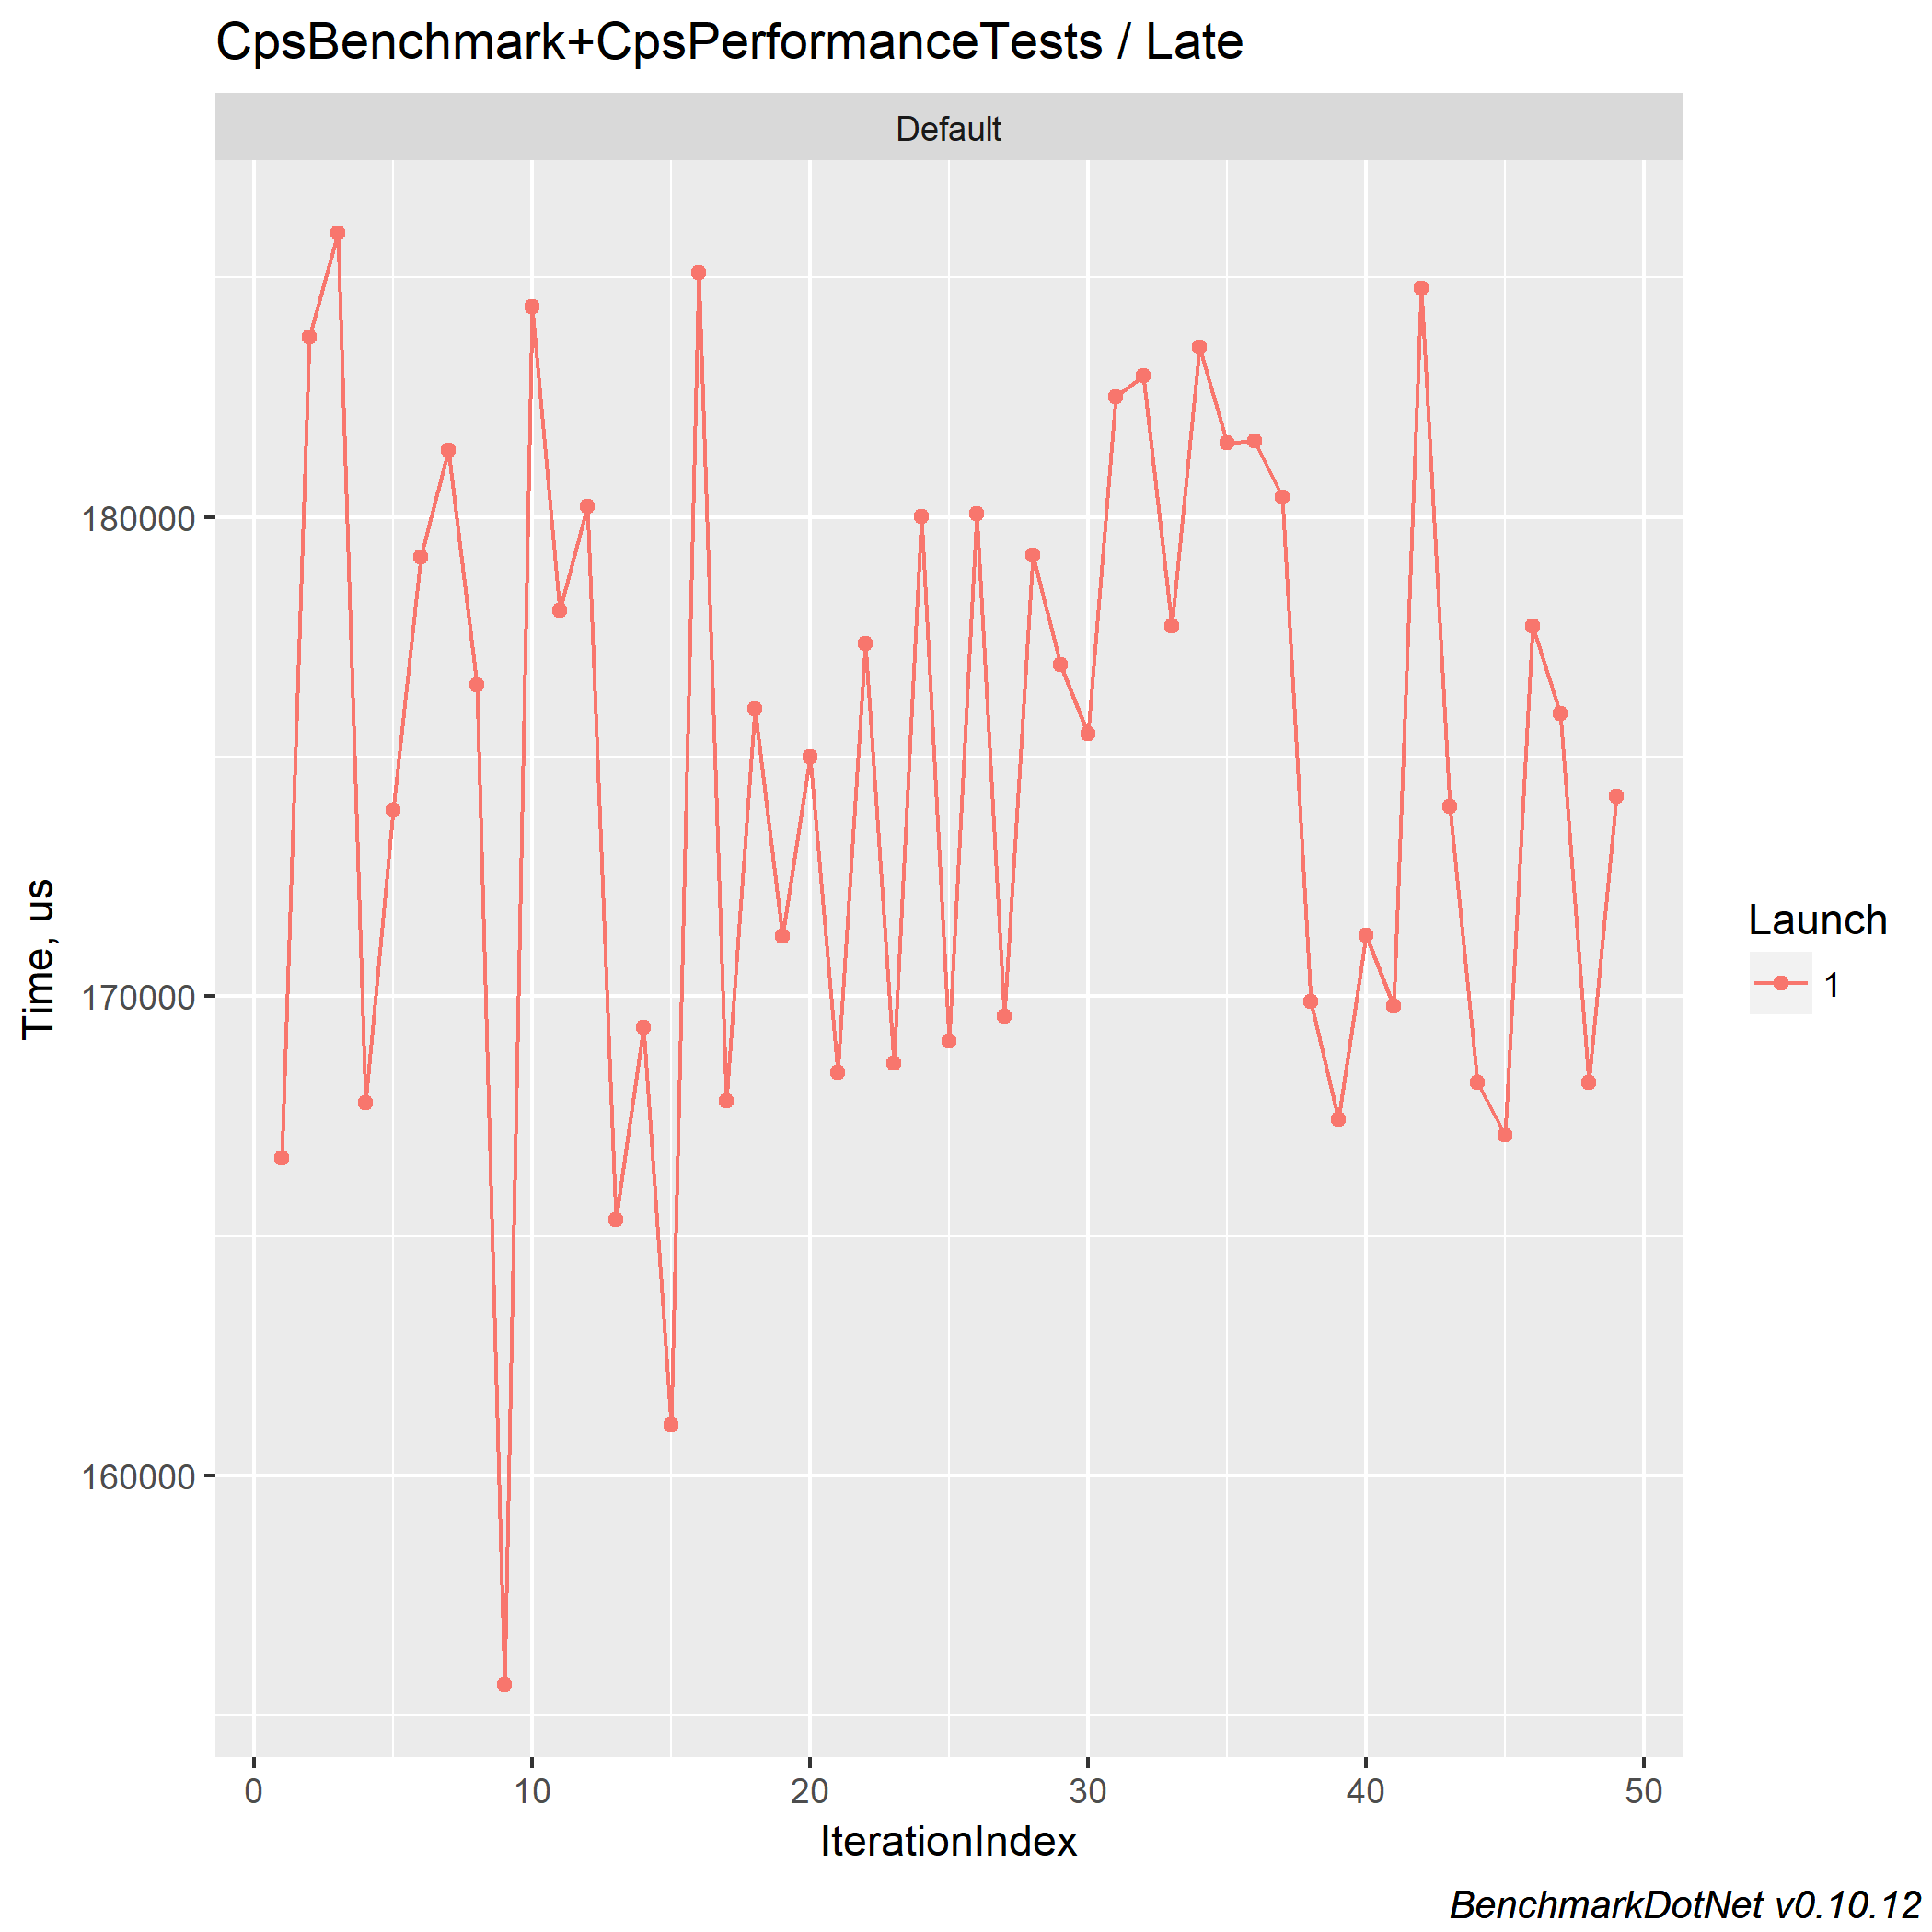 CpsBenchmark+CpsPerformanceTests / Late
Default
180000
170000
160000
Time, us
0 10 20 30 40 50
IterationIndex
Launch
1
BenchmarkDotNet v0.10.12